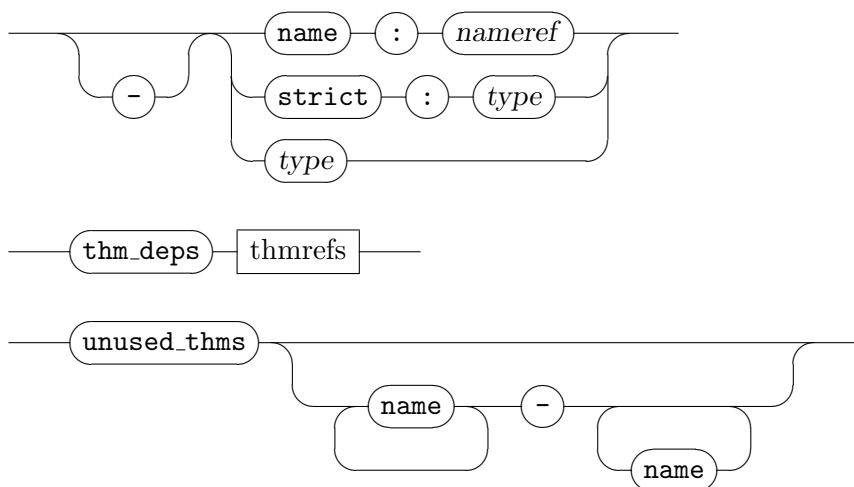 name : nameref
- strict : type
type
thm_deps thmrefs
unused_thms
name -
name